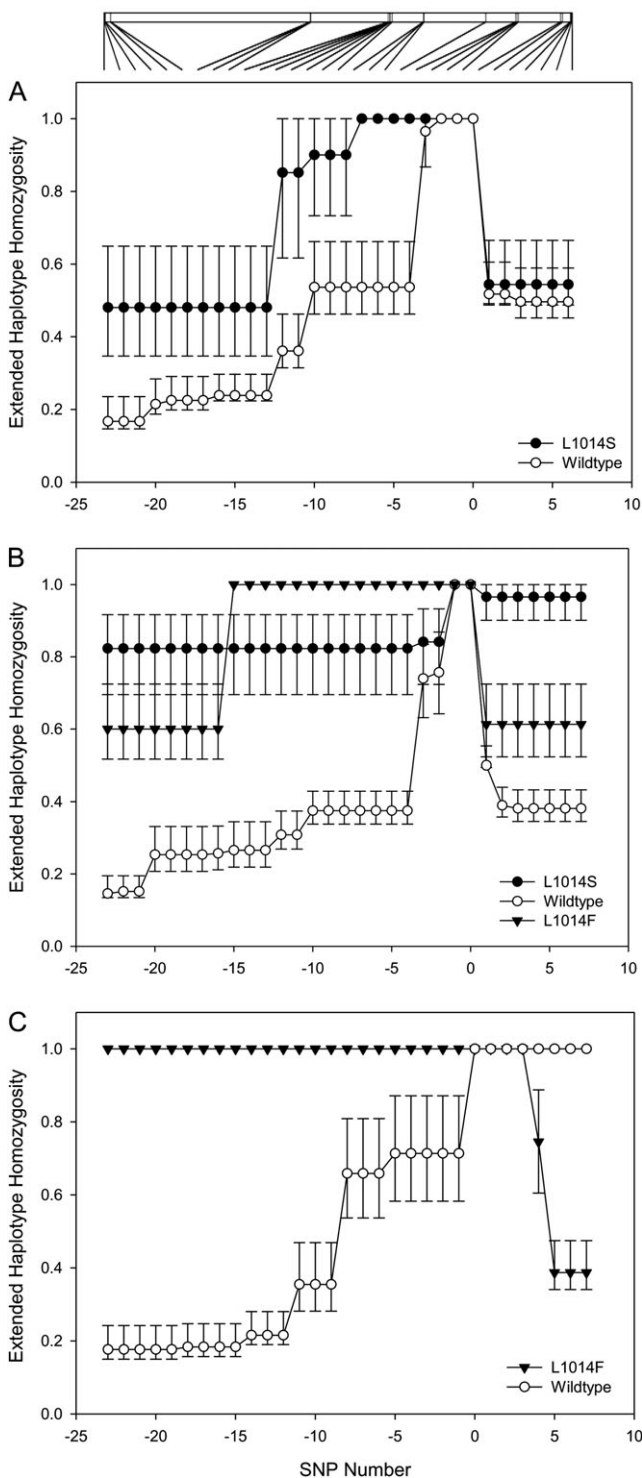 A
Extended Haplotype Homozygosity
1.0
0.8
0.6
0.4
0.2
0.0
L1014S
Wildtype
-25 -20 -15 -10 -5 0 5 10
B
Extended Haplotype Homozygosity
1.0
0.8
0.6
0.4
0.2
0.0
L1014S
Wildtype
L1014F
-25 -20 -15 -10 -5 0 5 10
C
Extended Haplotype Homozygosity
1.0
0.8
0.6
0.4
0.2
0.0
L1014F
Wildtype
-25 -20 -15 -10 -5 0 5 10
SNP Number